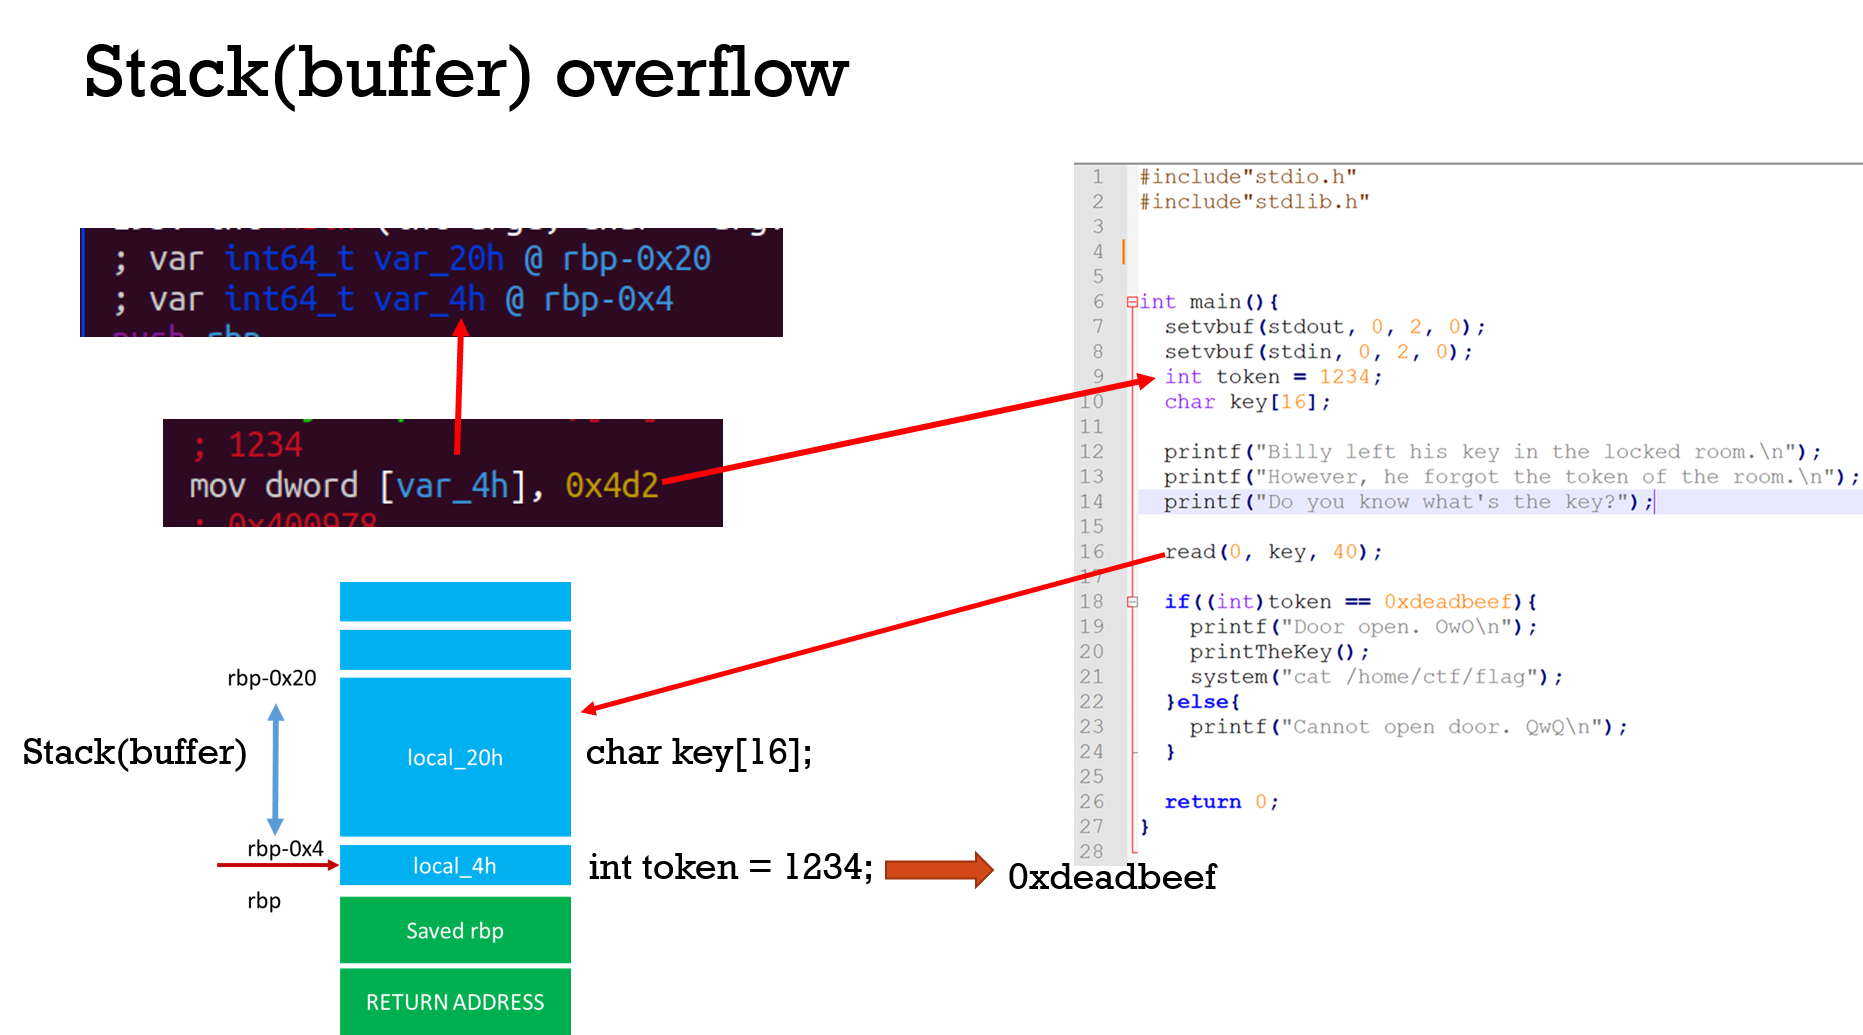 Stack(buffer) overflow
; var int64_t var_20h @ rbp-0x20
; var int64_t var_4h @ rbp-0x4
push rbp
; 1234
mov dword [var_4h], 0x4d2
; 0x400978
rbp-0x20
Stack(buffer)
local_20h
char key[16];
rbp-0x4
local_4h
int token = 1234;
0xdeadbeef
rbp
Saved rbp
RETURN ADDRESS
1 #include"stdio.h"
2 #include"stdlib.h"
3
4
5
6 int main(){
7 setvbuf(stdout, 0, 2, 0);
8 setvbuf(stdin, 0, 2, 0);
9 int token = 1234;
10 char key[16];
11
12 printf("Billy left his key in the locked room.\n");
13 printf("However, he forgot the token of the room.\n");
14 printf("Do you know what's the key?");
15
16 read(0, key, 40);
17
18 if((int)token == 0xdeadbeef){
19 printf("Door open. OwO\n");
20 printTheKey();
21 system("cat /home/ctf/flag");
22 }else{
23 printf("Cannot open door. QwQ\n");
24 }
25
26 return 0;
27 }
28